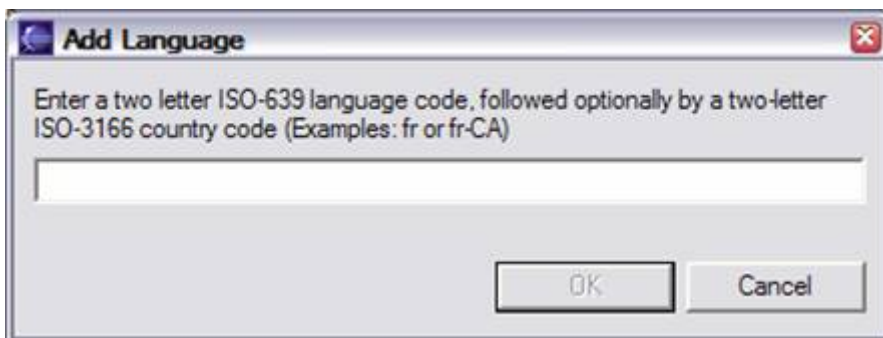 Add Language
Enter a two letter ISO-639 language code, followed optionally by a two-letter
ISO-3166 country code (Examples: fr or fr-CA)
OK
Cancel